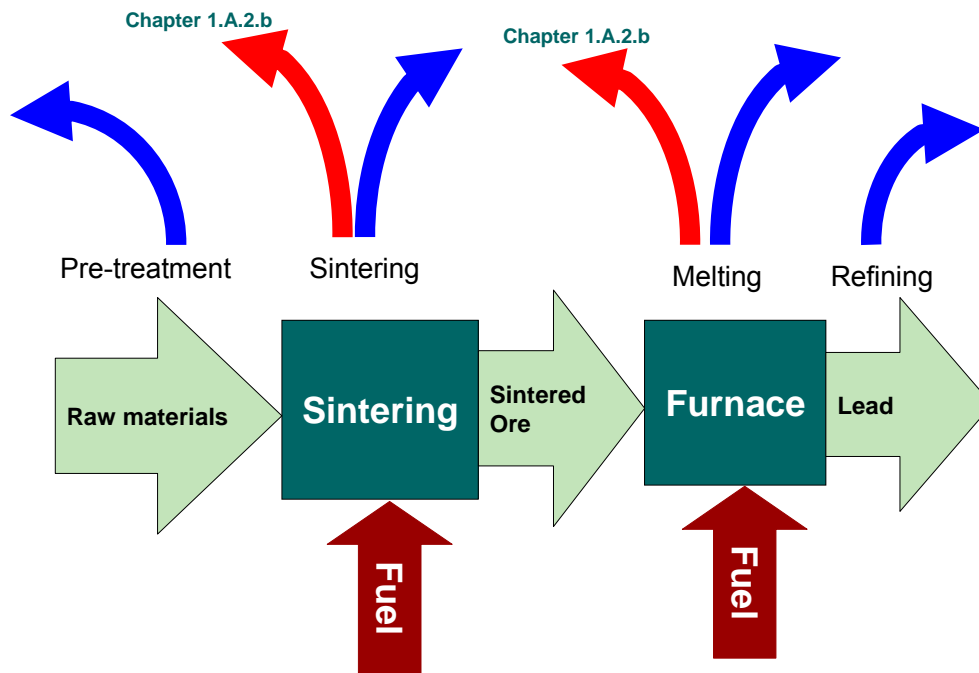 Chapter 1.A.2.b
Chapter 1.A.2.b
Pre-treatment
Sintering
Melting
Refining
Raw materials
Sintering
Sintered
Ore
Furnace
Lead
Fuel
Fuel